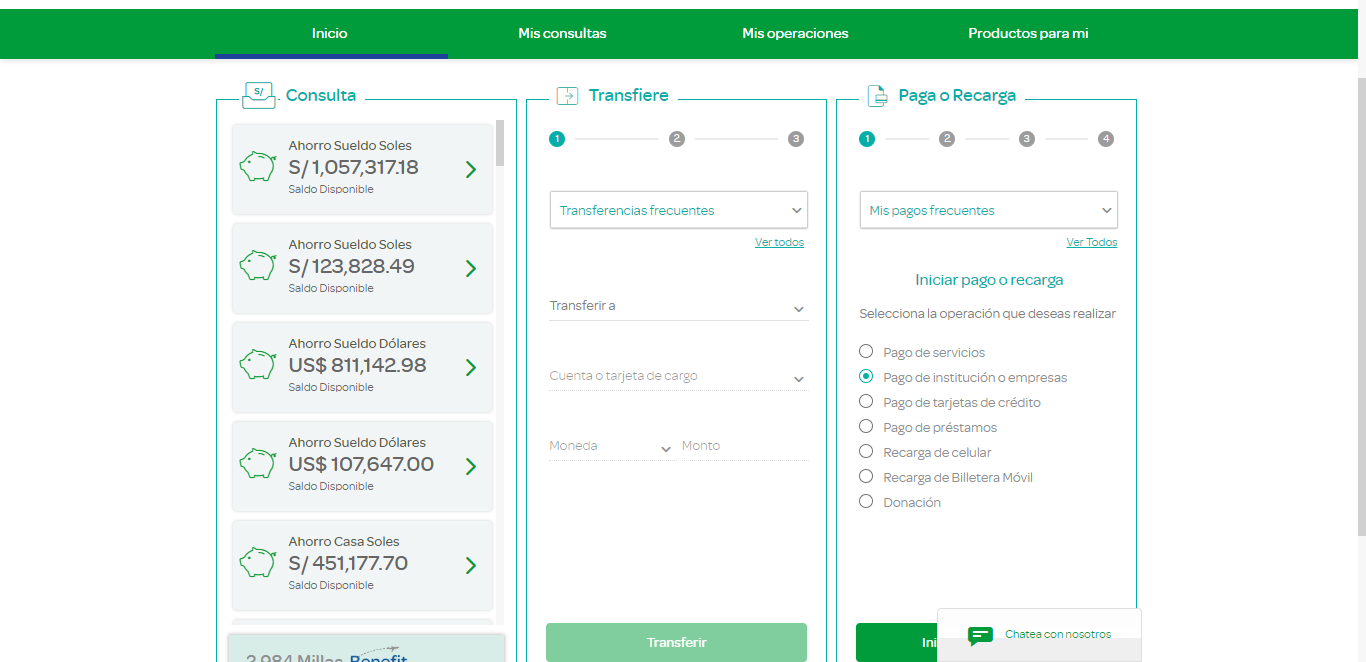 Inicio
Mis consultas
Mis operaciones
Productos para mi
S/
Consulta
Ahorro Sueldo Soles
S/ 1,057,317.18
Saldo Disponible
Ahorro Sueldo Soles
S/ 123,828.49
Saldo Disponible
Ahorro Sueldo Dólares
US$ 811,142.98
Saldo Disponible
Ahorro Sueldo Dólares
US$ 107,647.00
Saldo Disponible
Ahorro Casa Soles
S/ 451,177.70
Saldo Disponible
2,984 Millas Benefit
Transfiere
1
2
3
Transferencias frecuentes
Ver todos
Transferir a
Cuenta o tarjeta de cargo
Moneda
Monto
Transferir
Paga o Recarga
1
2
3
4
Mis pagos frecuentes
Ver Todos
Iniciar pago o recarga
Selecciona la operación que deseas realizar
Pago de servicios
Pago de institución o empresas
Pago de tarjetas de crédito
Pago de préstamos
Recarga de celular
Recarga de Billetera Móvil
Donación
Ini
Chatea con nosotros